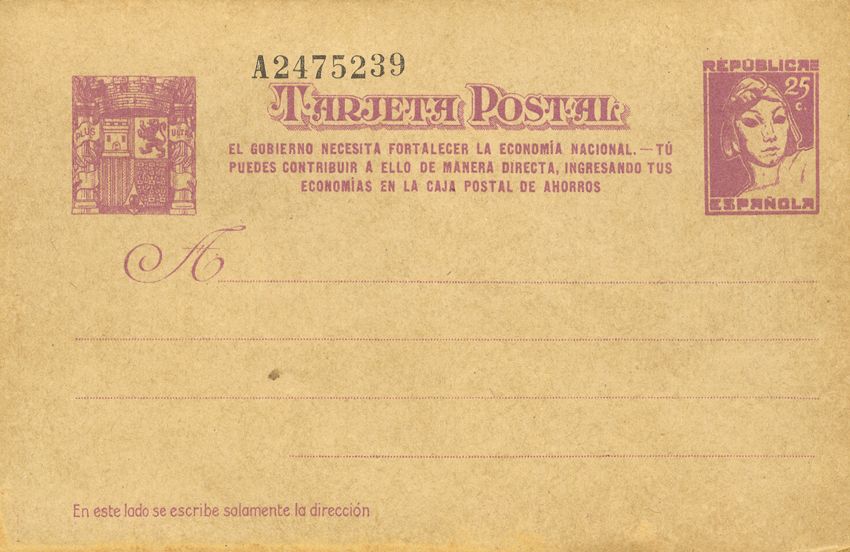 A2475239
TARJETA POSTAL
EL GOBIERNO NECESITA FORTALECER LA ECONOMÍA NACIONAL.—TÚ
PUEDES CONTRIBUIR Á ELLO DE MANERA DIRECTA, INGRESANDO TUS
ECONOMÍAS EN LA CAJA POSTAL DE AHORROS
PLUS ULTRA
REPÚBLICA
25
C.
ESPAÑOLA
A
En este lado se escribe solamente la dirección